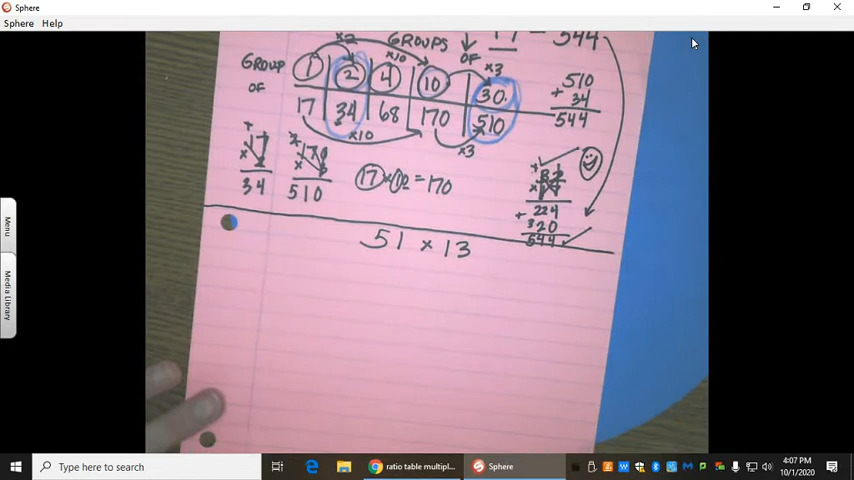 Sphere
Sphere Help
GROUPS ↓ 17 = 544
OF
GROUP OF
×2 ×10 ×3
1 2 4 10 30
17 34 68 170 510
×10 ×3
510
+ 34
544
34
510
17 × 10 = 170
224
+ 320
544
51 × 13
Menu
Media Library
Type here to search
ratio table multipl...
Sphere
4:07 PM
10/1/2020